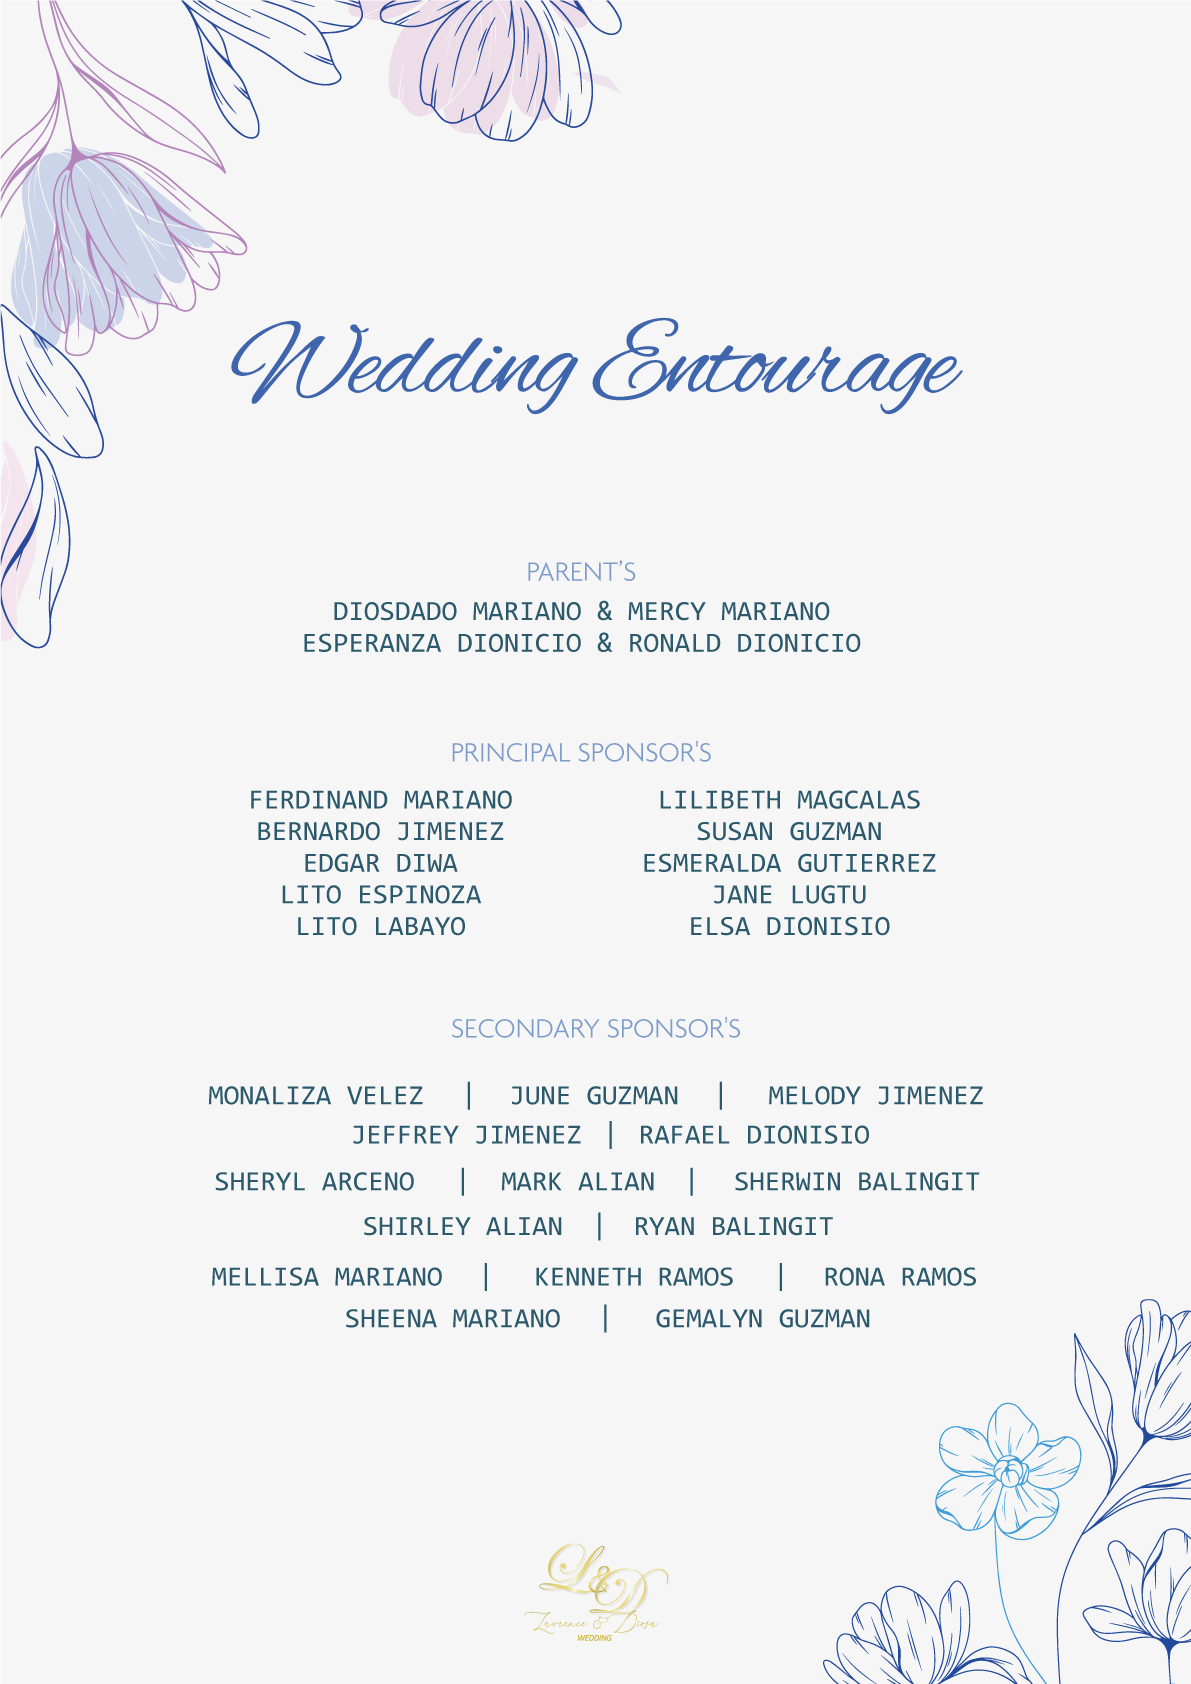 Wedding Entourage
PARENT’S
DIOSDADO MARIANO & MERCY MARIANO
ESPERANZA DIONICIO & RONALD DIONICIO
PRINCIPAL SPONSOR'S
FERDINAND MARIANO
BERNARDO JIMENEZ
EDGAR DIWA
LITO ESPINOZA
LITO LABAYO
LILIBETH MAGCALAS
SUSAN GUZMAN
ESMERALDA GUTIERREZ
JANE LUGTU
ELSA DIONISIO
SECONDARY SPONSOR'S
MONALIZA VELEZ | JUNE GUZMAN | MELODY JIMENEZ
JEFFREY JIMENEZ | RAFAEL DIONISIO
SHERYL ARCENO | MARK ALIAN | SHERWIN BALINGIT
SHIRLEY ALIAN | RYAN BALINGIT
MELLISA MARIANO | KENNETH RAMOS | RONA RAMOS
SHEENA MARIANO | GEMALYN GUZMAN
L&D
Lawrence & Diosa
WEDDING